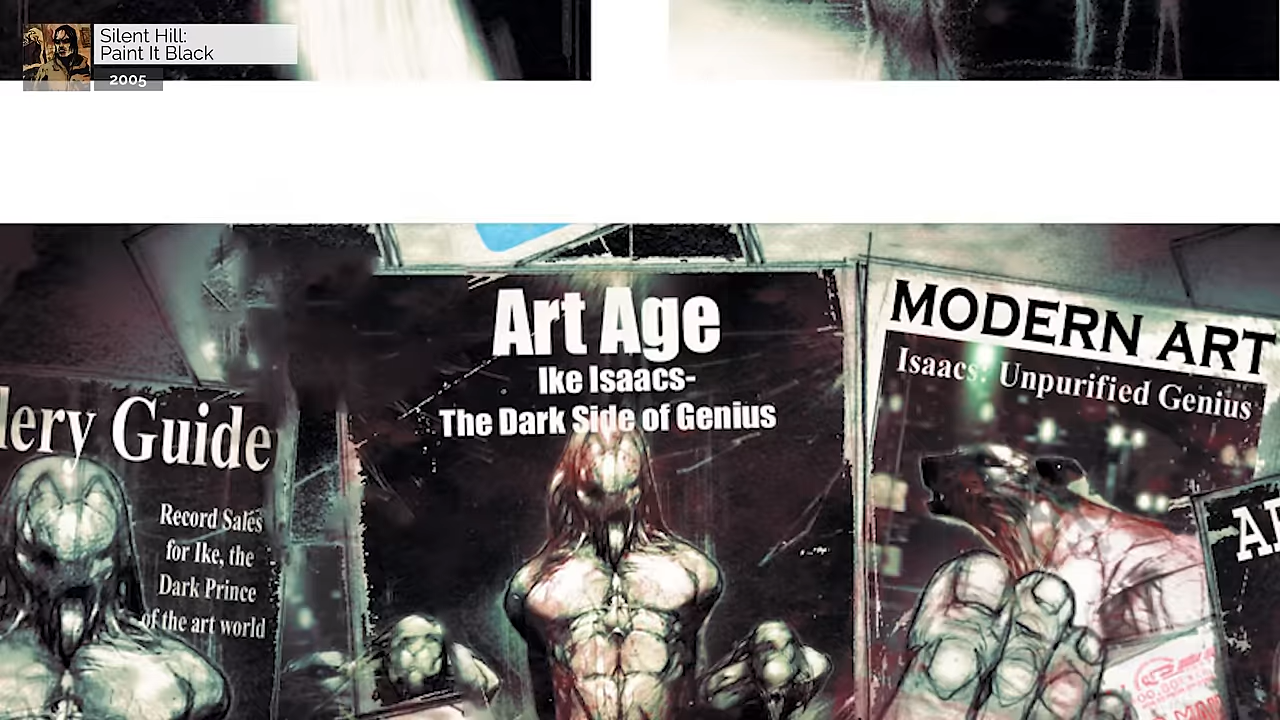 Silent Hill:
Paint It Black
2005
Art Age
Ike Isaacs-
The Dark Side of Genius
MODERN ART
Isaacs: Unpurified Genius
lery Guide
Record Sales
for Ike, the
Dark Prince
of the art world